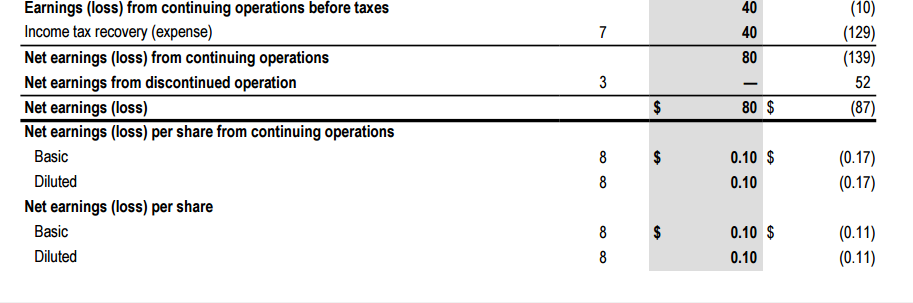 Earnings (loss) from continuing operations before taxes 40 (10)
Income tax recovery (expense) 7 40 (129)
Net earnings (loss) from continuing operations 80 (139)
Net earnings from discontinued operation 3 — 52
Net earnings (loss) $ 80 $ (87)
Net earnings (loss) per share from continuing operations
Basic 8 $ 0.10 $ (0.17)
Diluted 8 0.10 (0.17)
Net earnings (loss) per share
Basic 8 $ 0.10 $ (0.11)
Diluted 8 0.10 (0.11)